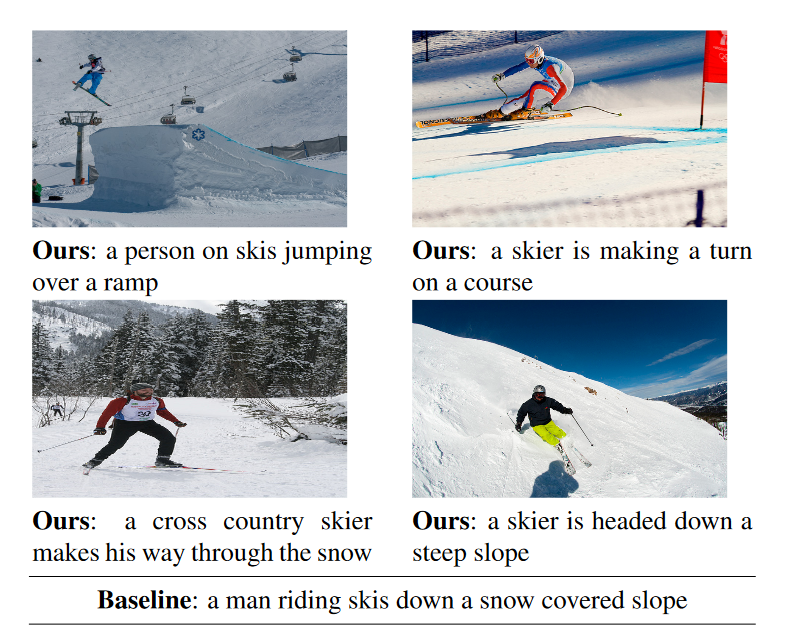 Ours: a person on skis jumping
over a ramp
Ours: a skier is making a turn
on a course
Ours: a cross country skier
makes his way through the snow
Ours: a skier is headed down a
steep slope
Baseline: a man riding skis down a snow covered slope